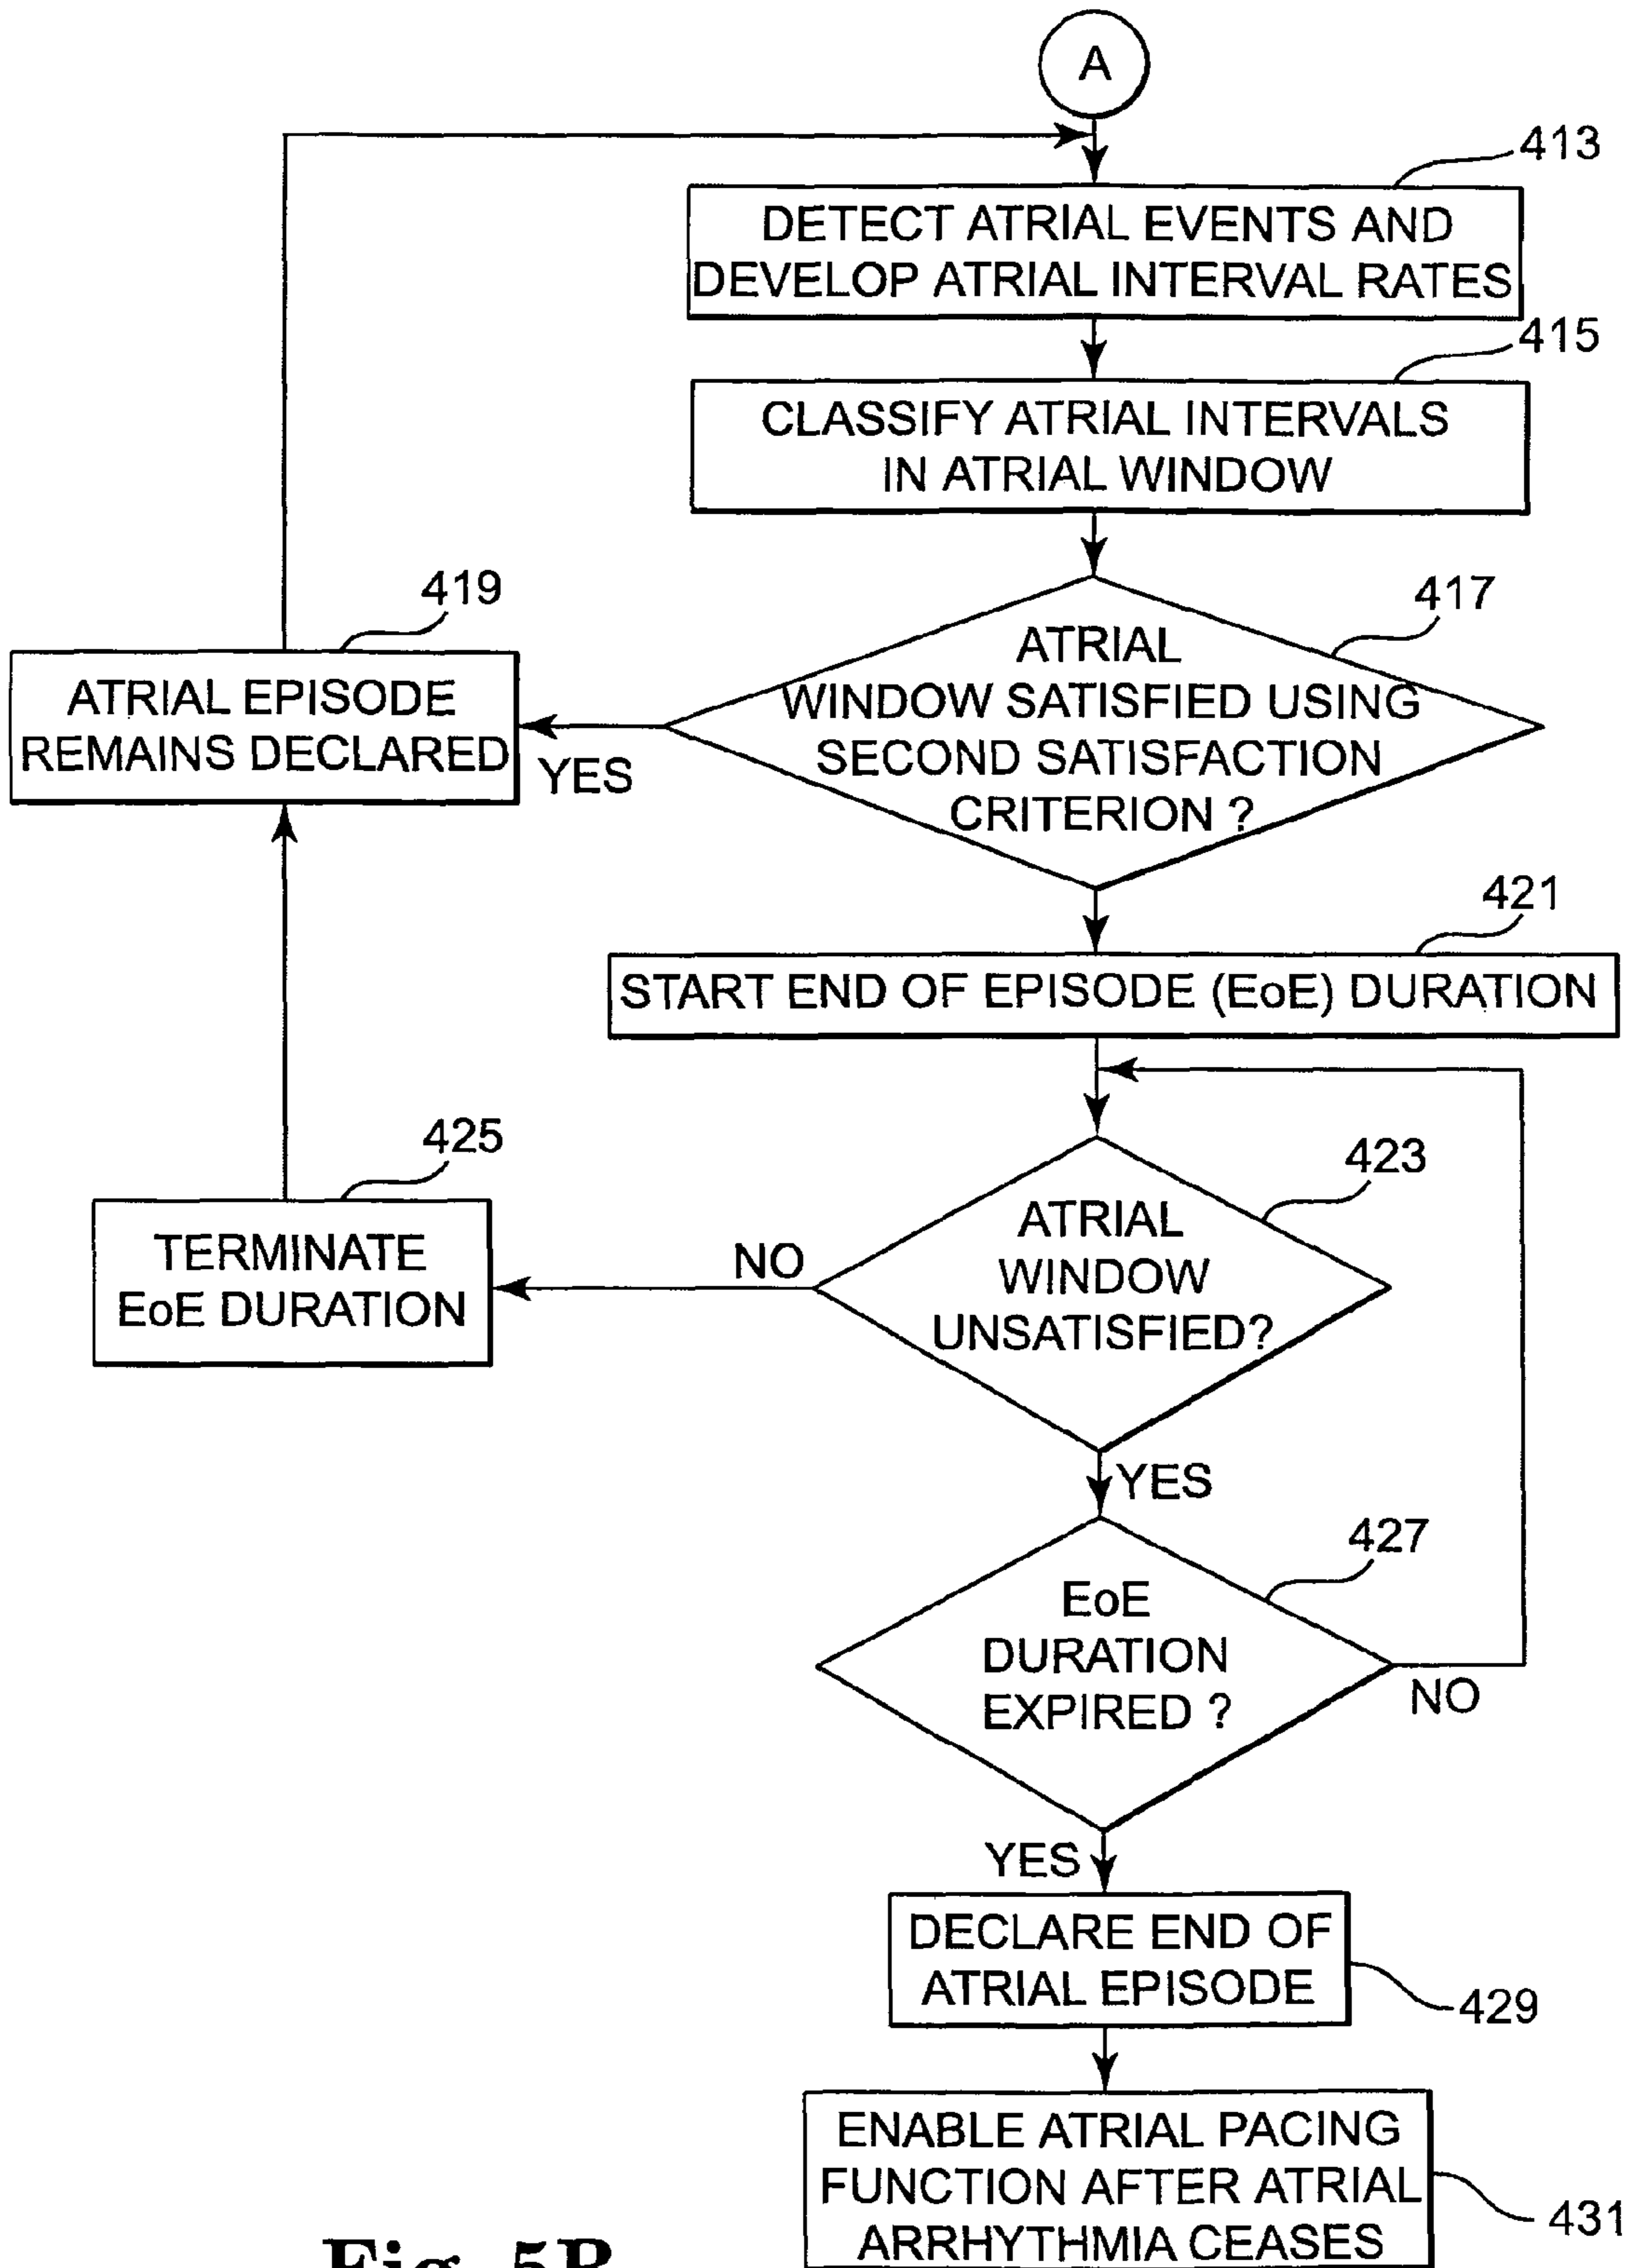 A
413
DETECT ATRIAL EVENTS AND
DEVELOP ATRIAL INTERVAL RATES
415
CLASSIFY ATRIAL INTERVALS
IN ATRIAL WINDOW
417
ATRIAL
WINDOW SATISFIED USING
SECOND SATISFACTION
CRITERION ?
YES
419
ATRIAL EPISODE
REMAINS DECLARED
421
START END OF EPISODE (EoE) DURATION
423
ATRIAL
WINDOW
UNSATISFIED?
NO
425
TERMINATE
EoE DURATION
YES
427
EoE
DURATION
EXPIRED ?
NO
YES
DECLARE END OF
ATRIAL EPISODE
429
ENABLE ATRIAL PACING
FUNCTION AFTER ATRIAL
ARRHYTHMIA CEASES
431
Fig. 5B